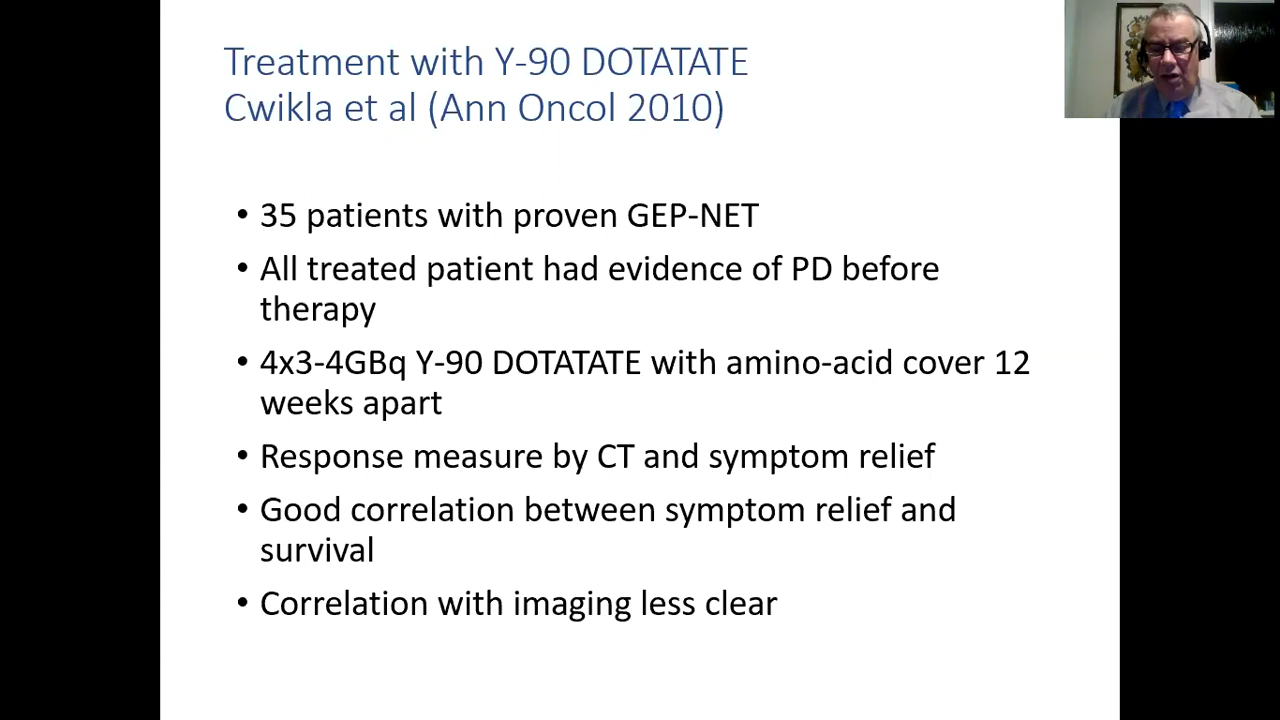 Treatment with Y-90 DOTATATE
Cwikla et al (Ann Oncol 2010)
• 35 patients with proven GEP-NET
• All treated patient had evidence of PD before
therapy
• 4x3-4GBq Y-90 DOTATATE with amino-acid cover 12
weeks apart
• Response measure by CT and symptom relief
• Good correlation between symptom relief and
survival
• Correlation with imaging less clear